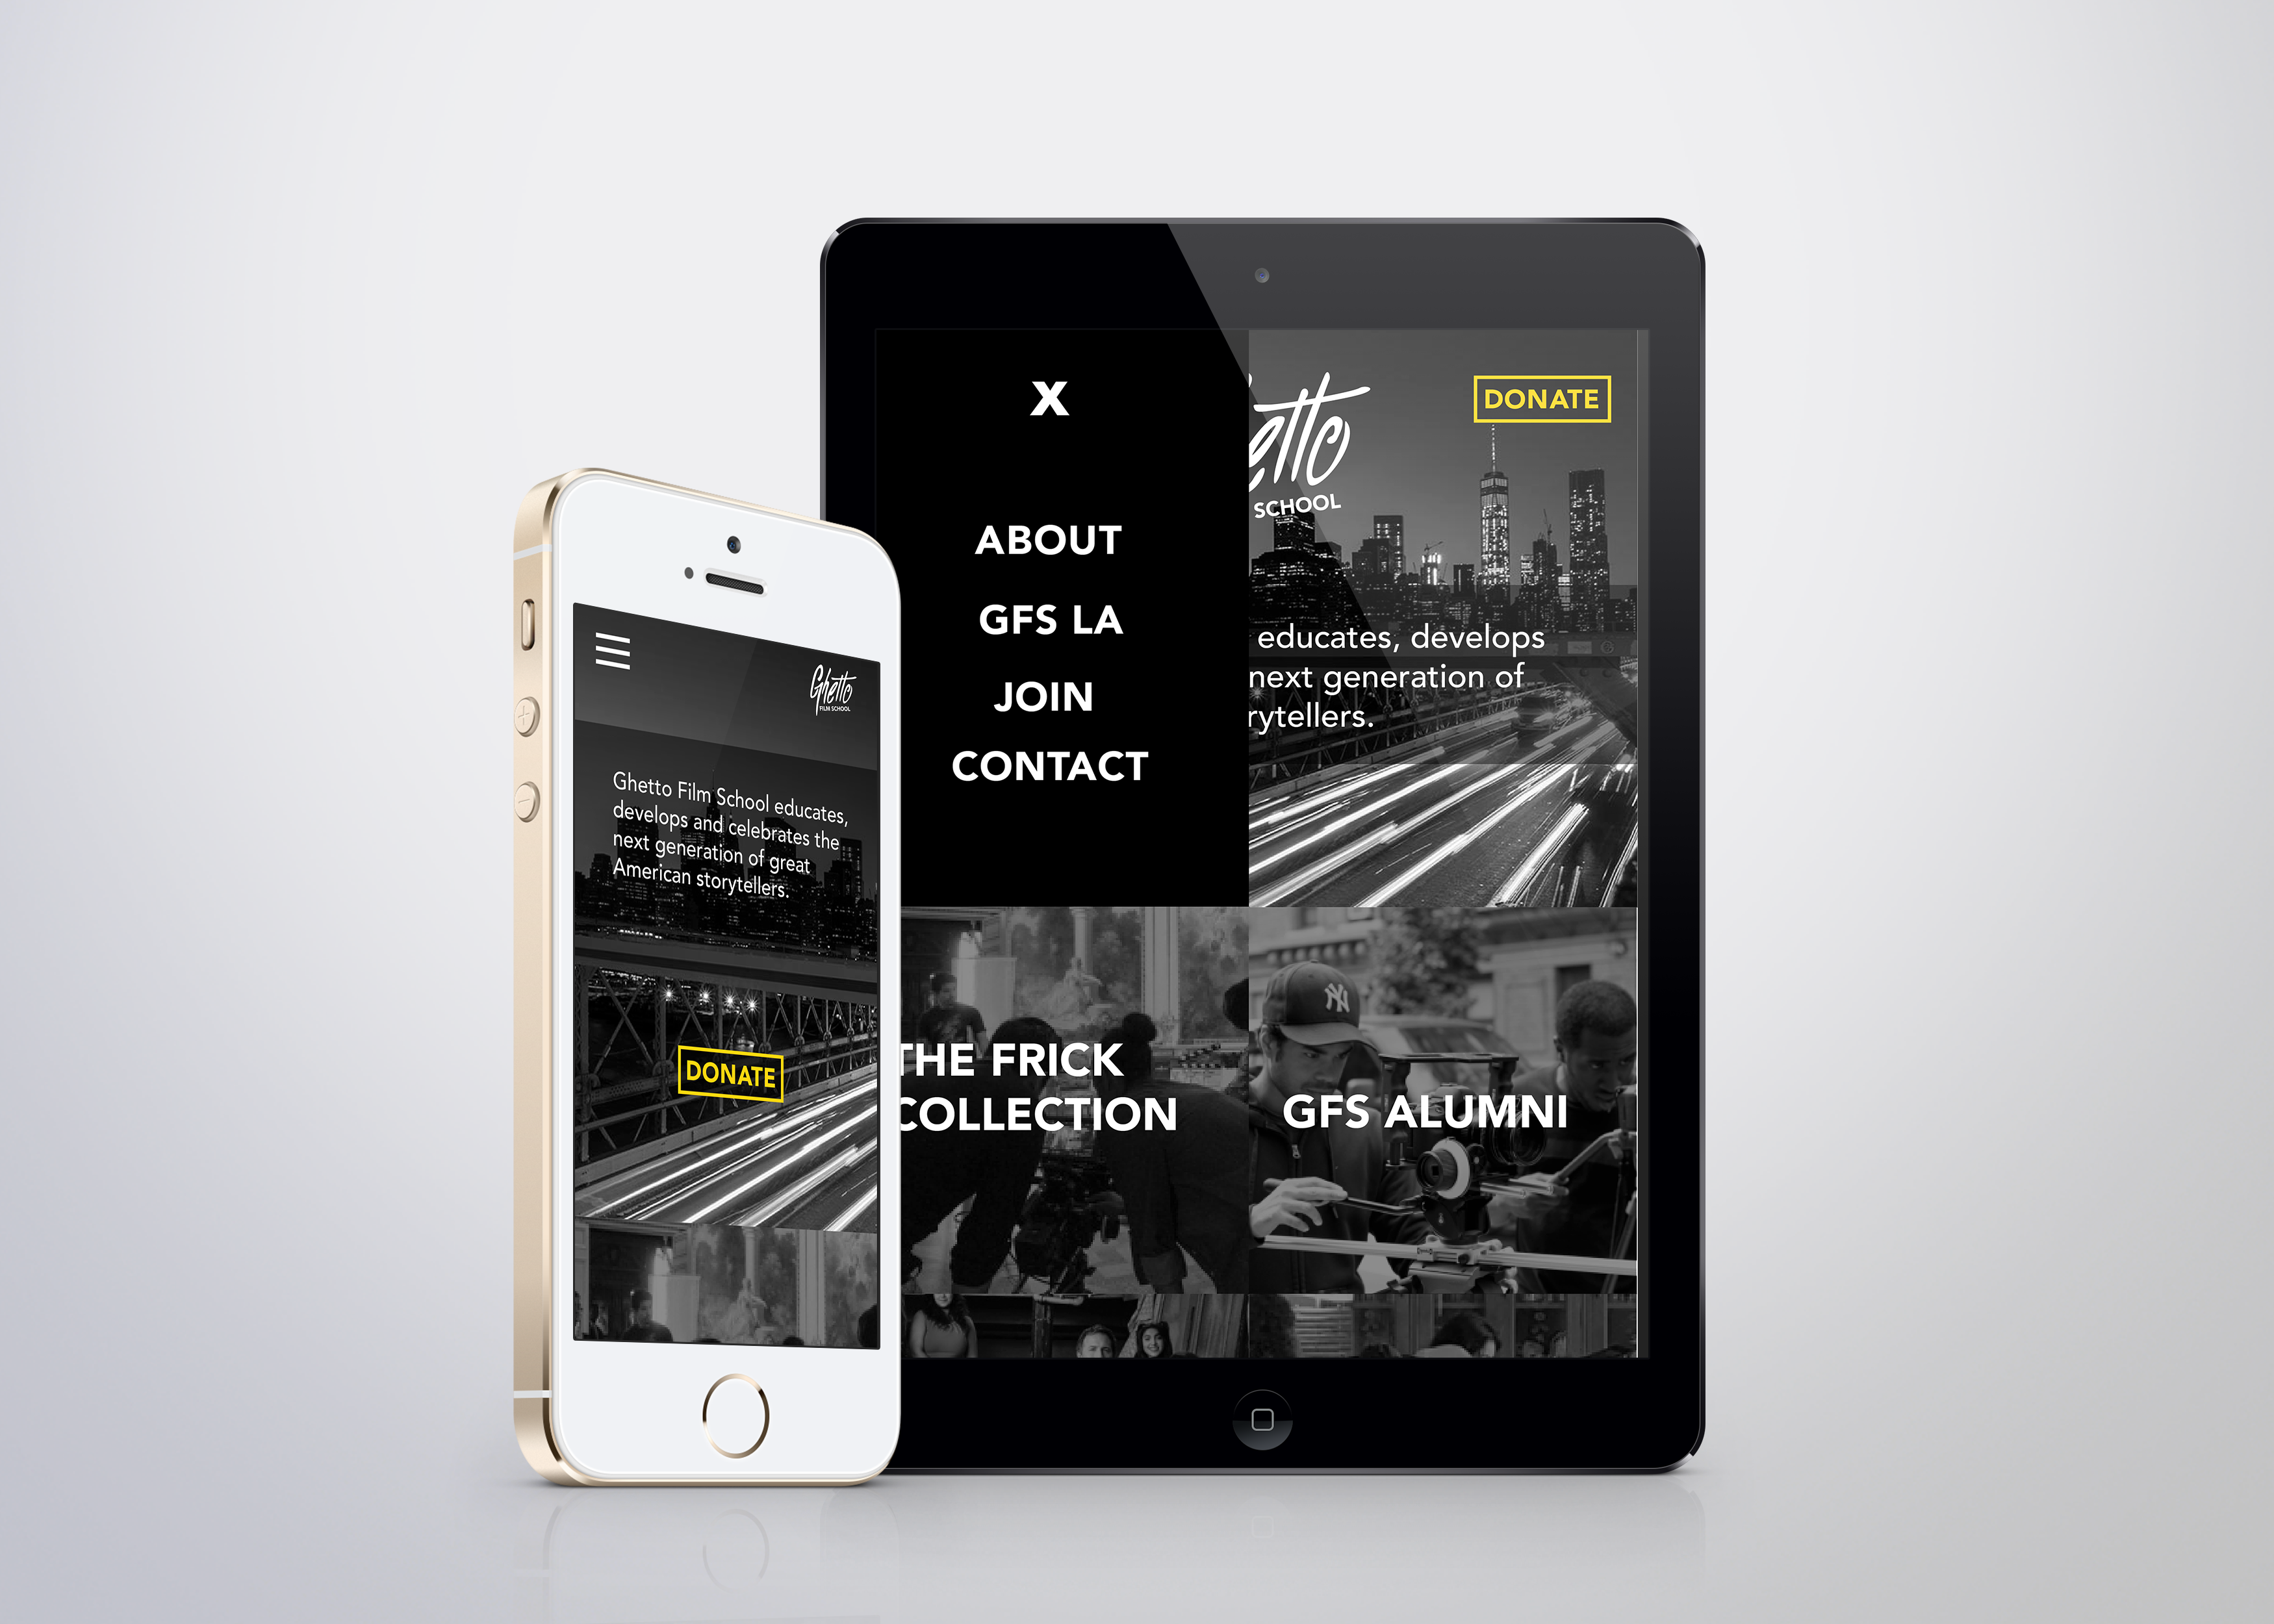 Ghetto
FILM SCHOOL
Ghetto Film School educates,
develops and celebrates the
next generation of great
American storytellers.
DONATE
X
ABOUT
GFS LA
JOIN
CONTACT
etto
SCHOOL
DONATE
educates, develops
next generation of
rytellers.
THE FRICK
COLLECTION
NY
GFS ALUMNI